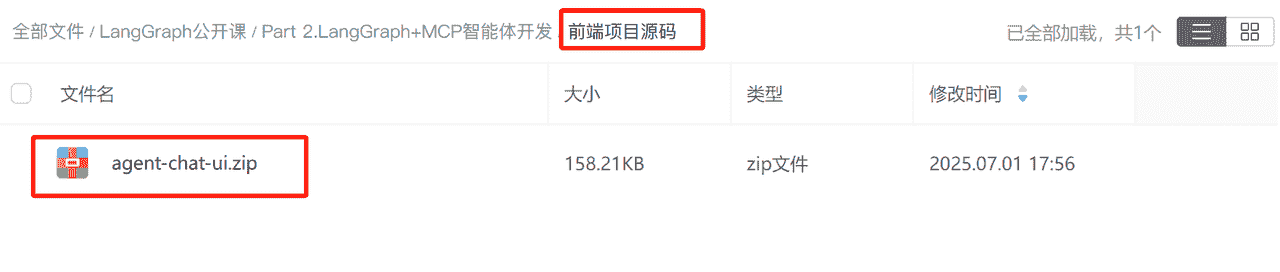 全部文件 / LangGraph公开课 / Part 2.LangGraph+MCP智能体开发 / 前端项目源码 已全部加载，共1个
文件名 大小 类型 修改时间
agent-chat-ui.zip 158.21KB zip文件 2025.07.01 17:56